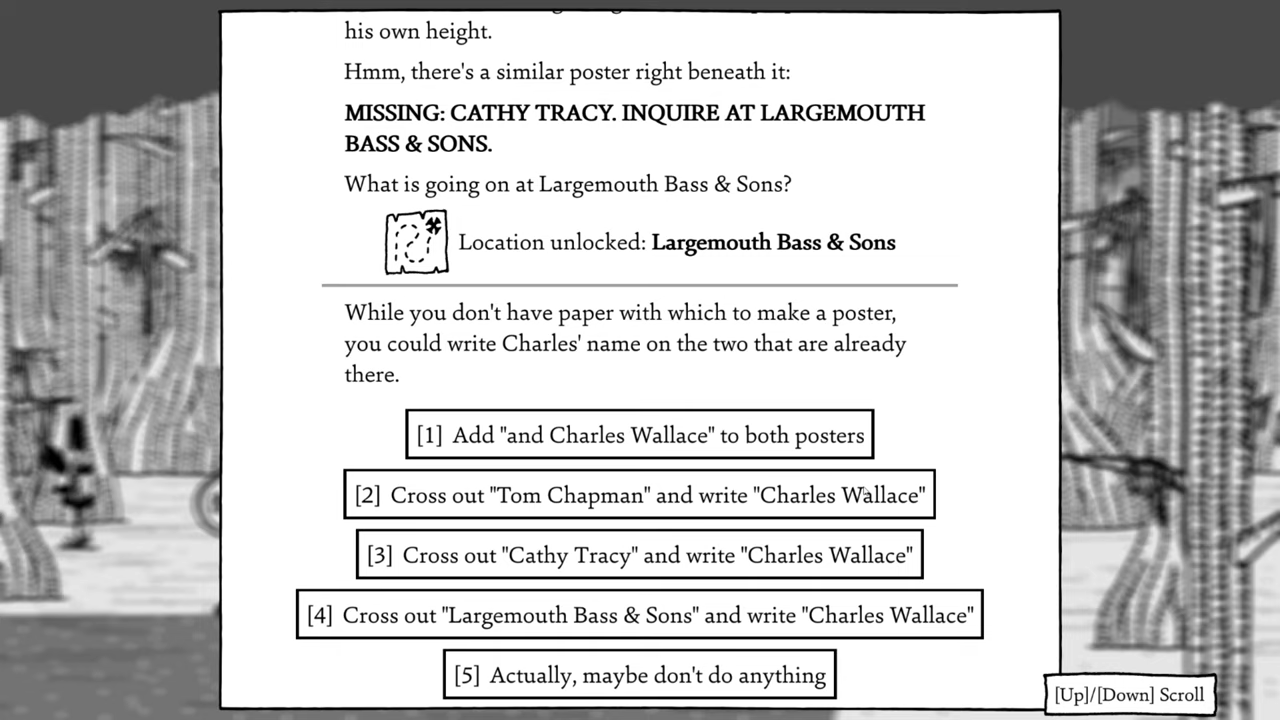 his own height.
Hmm, there's a similar poster right beneath it:
MISSING: CATHY TRACY. INQUIRE AT LARGEMOUTH
BASS & SONS.
What is going on at Largemouth Bass & Sons?
Location unlocked: Largemouth Bass & Sons
While you don't have paper with which to make a poster,
you could write Charles' name on the two that are already
there.
[1] Add "and Charles Wallace" to both posters
[2] Cross out "Tom Chapman" and write "Charles Wallace"
[3] Cross out "Cathy Tracy" and write "Charles Wallace"
[4] Cross out "Largemouth Bass & Sons" and write "Charles Wallace"
[5] Actually, maybe don't do anything
[Up]/[Down] Scroll